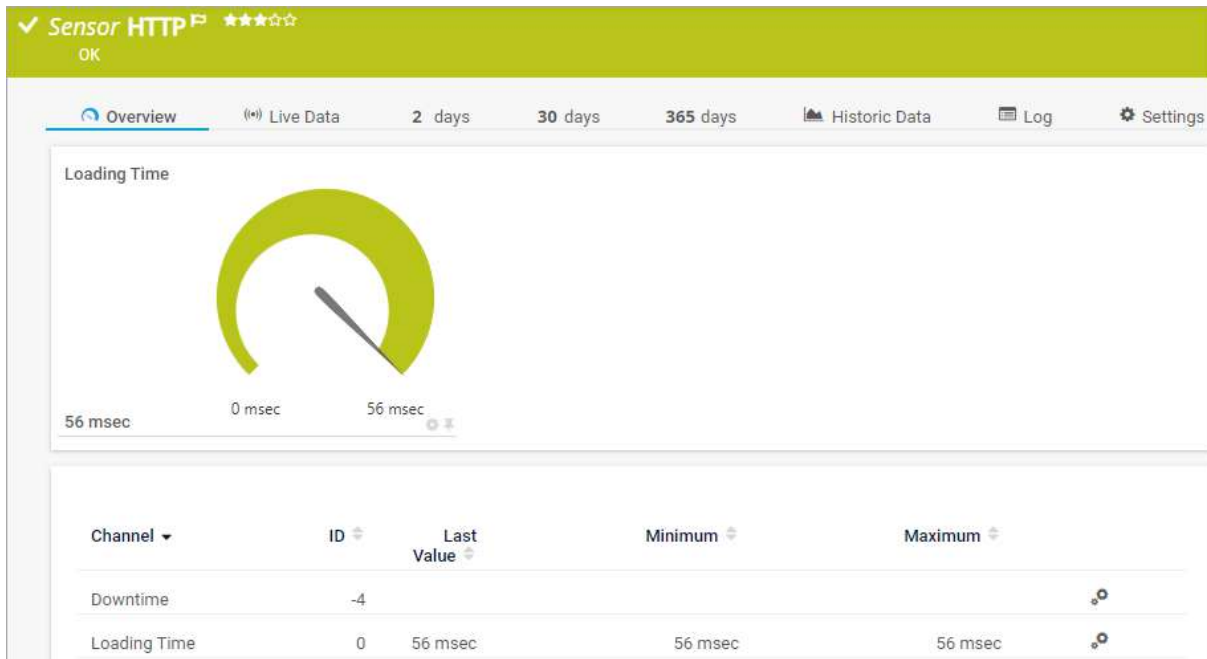 Sensor HTTP
OK
Overview Live Data 2 days 30 days 365 days Historic Data Log Settings
Loading Time
0 msec 56 msec
56 msec
Channel ID Last Value Minimum Maximum
Downtime -4
Loading Time 0 56 msec 56 msec 56 msec